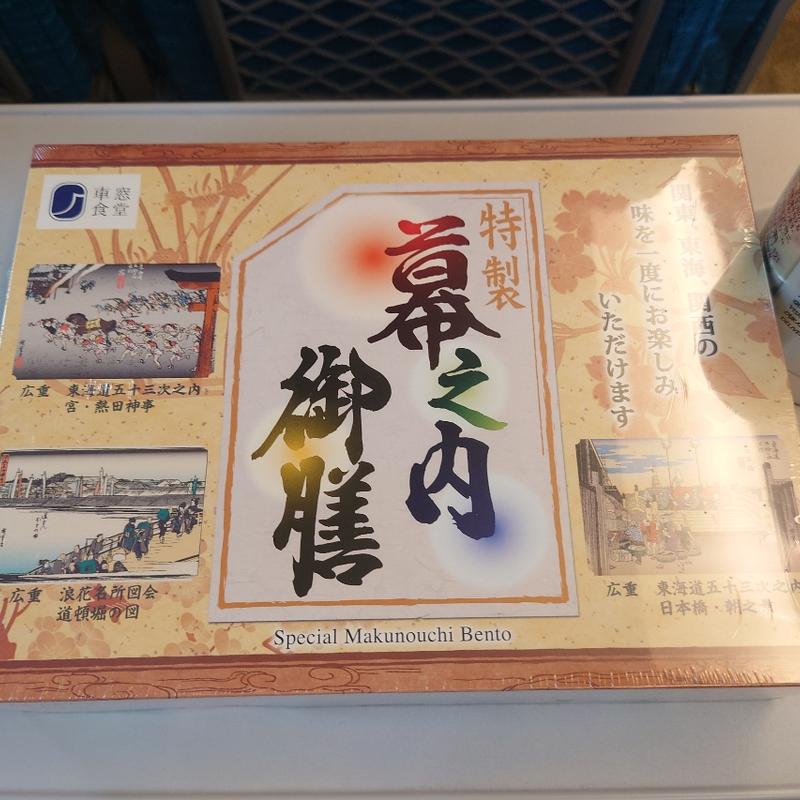 車窓
食堂
特製
幕之内
御膳
関東 東海 関西の
味を一度にお楽しみ
いただけます
広重 東海道五十三次之内
宮・熱田神事
広重 浪花名所図会
道頓堀の図
広重 東海道五十三次之内
日本橋・朝之景
Special Makunouchi Bento